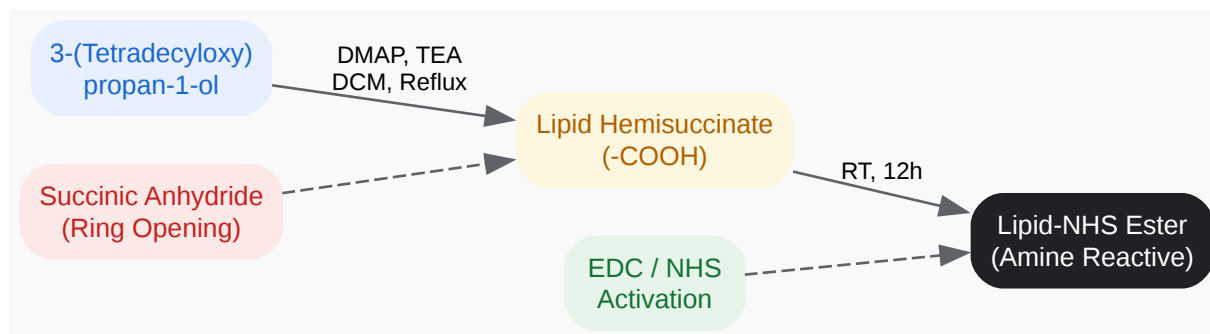 3-(Tetradecyloxy)
propan-1-ol
DMAP, TEA
DCM, Reflux
Lipid Hemisuccinate
(-COOH)
Succinic Anhydride
(Ring Opening)
RT, 12h
Lipid-NHS Ester
(Amine Reactive)
EDC / NHS
Activation